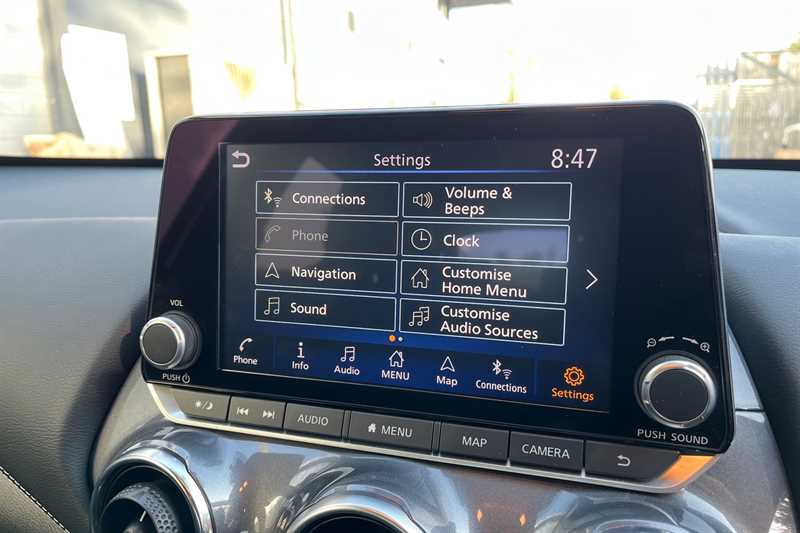 Settings
8:47
Connections
Volume &
Beeps
Phone
Clock
Navigation
Customise
Home Menu
Sound
Customise
Audio Sources
Phone
Info
Audio
MENU
Map
Connections
Settings
VOL
PUSH
PUSH SOUND
AUDIO
MENU
MAP
CAMERA